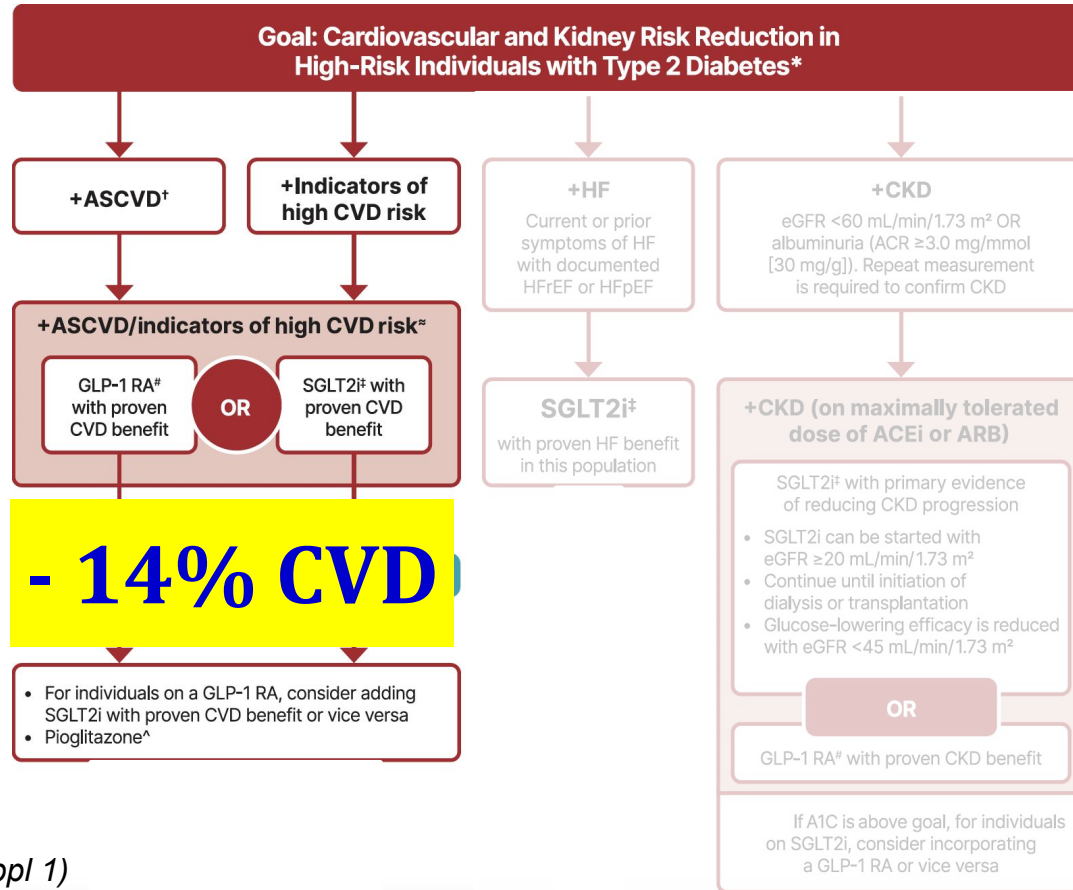 Goal: Cardiovascular and Kidney Risk Reduction in
High-Risk Individuals with Type 2 Diabetes*
+ASCVD†
+Indicators of
high CVD risk
+ASCVD/indicators of high CVD risk≈
GLP-1 RA#
with proven
CVD benefit
OR
SGLT2i‡ with
proven CVD
benefit
- 14% CVD
• For individuals on a GLP-1 RA, consider adding
SGLT2i with proven CVD benefit or vice versa
• Pioglitazone^
+HF
Current or prior
symptoms of HF
with documented
HFrEF or HFpEF
SGLT2i‡
with proven HF benefit
in this population
+CKD
eGFR <60 mL/min/1.73 m² OR
albuminuria (ACR ≥3.0 mg/mmol
[30 mg/g]). Repeat measurement
is required to confirm CKD
+CKD (on maximally tolerated
dose of ACEi or ARB)
SGLT2i‡ with primary evidence
of reducing CKD progression
• SGLT2i can be started with
eGFR ≥20 mL/min/1.73 m²
• Continue until initiation of
dialysis or transplantation
• Glucose-lowering efficacy is reduced
with eGFR <45 mL/min/1.73 m²
OR
GLP-1 RA# with proven CKD benefit
If A1C is above goal, for individuals
on SGLT2i, consider incorporating
a GLP-1 RA or vice versa
ppl 1)